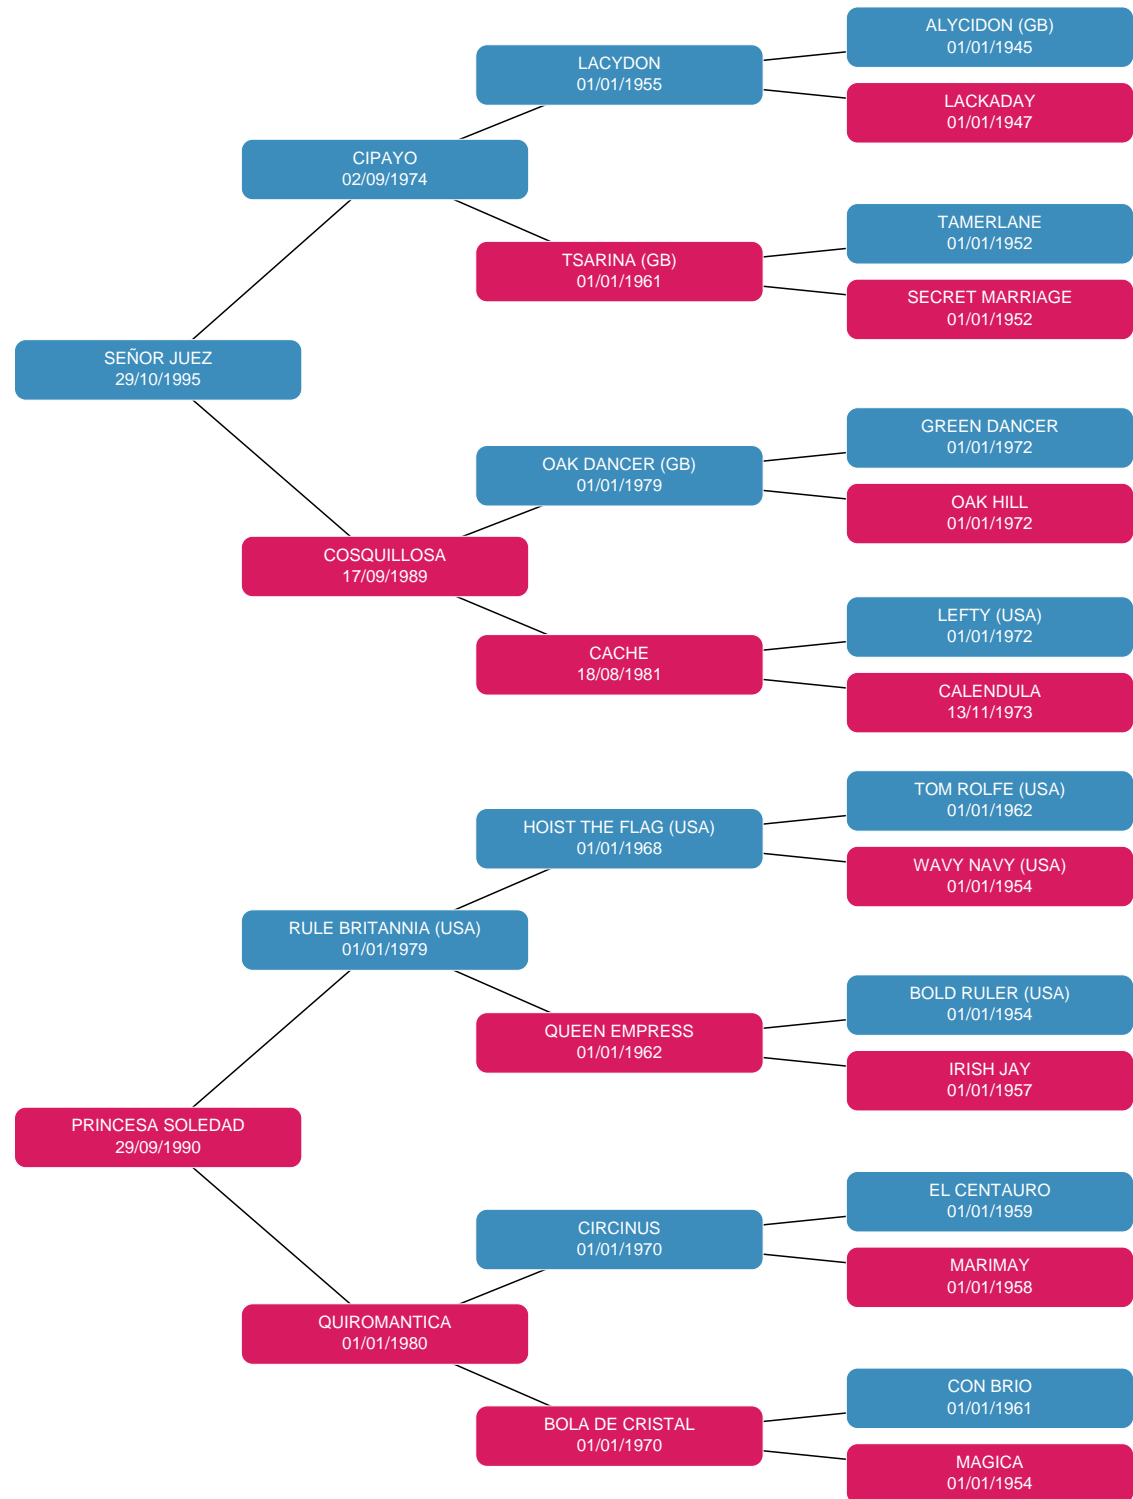 ALYCIDON (GB)
01/01/1945
LACYDON
01/01/1955
LACKADAY
01/01/1947
CIPAYO
02/09/1974
TAMERLANE
01/01/1952
TSARINA (GB)
01/01/1961
SECRET MARRIAGE
01/01/1952
SEÑOR JUEZ
29/10/1995
GREEN DANCER
01/01/1972
OAK DANCER (GB)
01/01/1979
OAK HILL
01/01/1972
COSQUILLOSA
17/09/1989
LEFTY (USA)
01/01/1972
CACHE
18/08/1981
CALENDULA
13/11/1973
TOM ROLFE (USA)
01/01/1962
HOIST THE FLAG (USA)
01/01/1968
WAVY NAVY (USA)
01/01/1954
RULE BRITANNIA (USA)
01/01/1979
BOLD RULER (USA)
01/01/1954
QUEEN EMPRESS
01/01/1962
IRISH JAY
01/01/1957
PRINCESA SOLEDAD
29/09/1990
EL CENTAURO
01/01/1959
CIRCINUS
01/01/1970
MARIMAY
01/01/1958
QUIROMANTICA
01/01/1980
CON BRIO
01/01/1961
BOLA DE CRISTAL
01/01/1970
MAGICA
01/01/1954